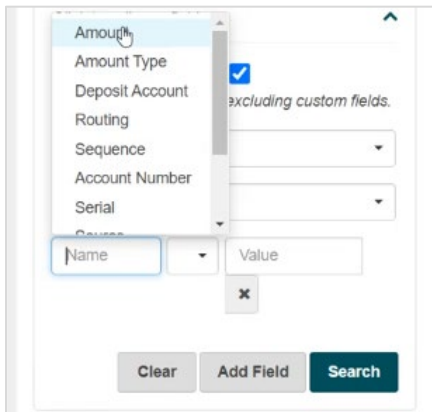 Amount
Amount Type
Deposit Account
excluding custom fields.
Routing
Sequence
Account Number
Serial
Name
Value
Clear
Add Field
Search